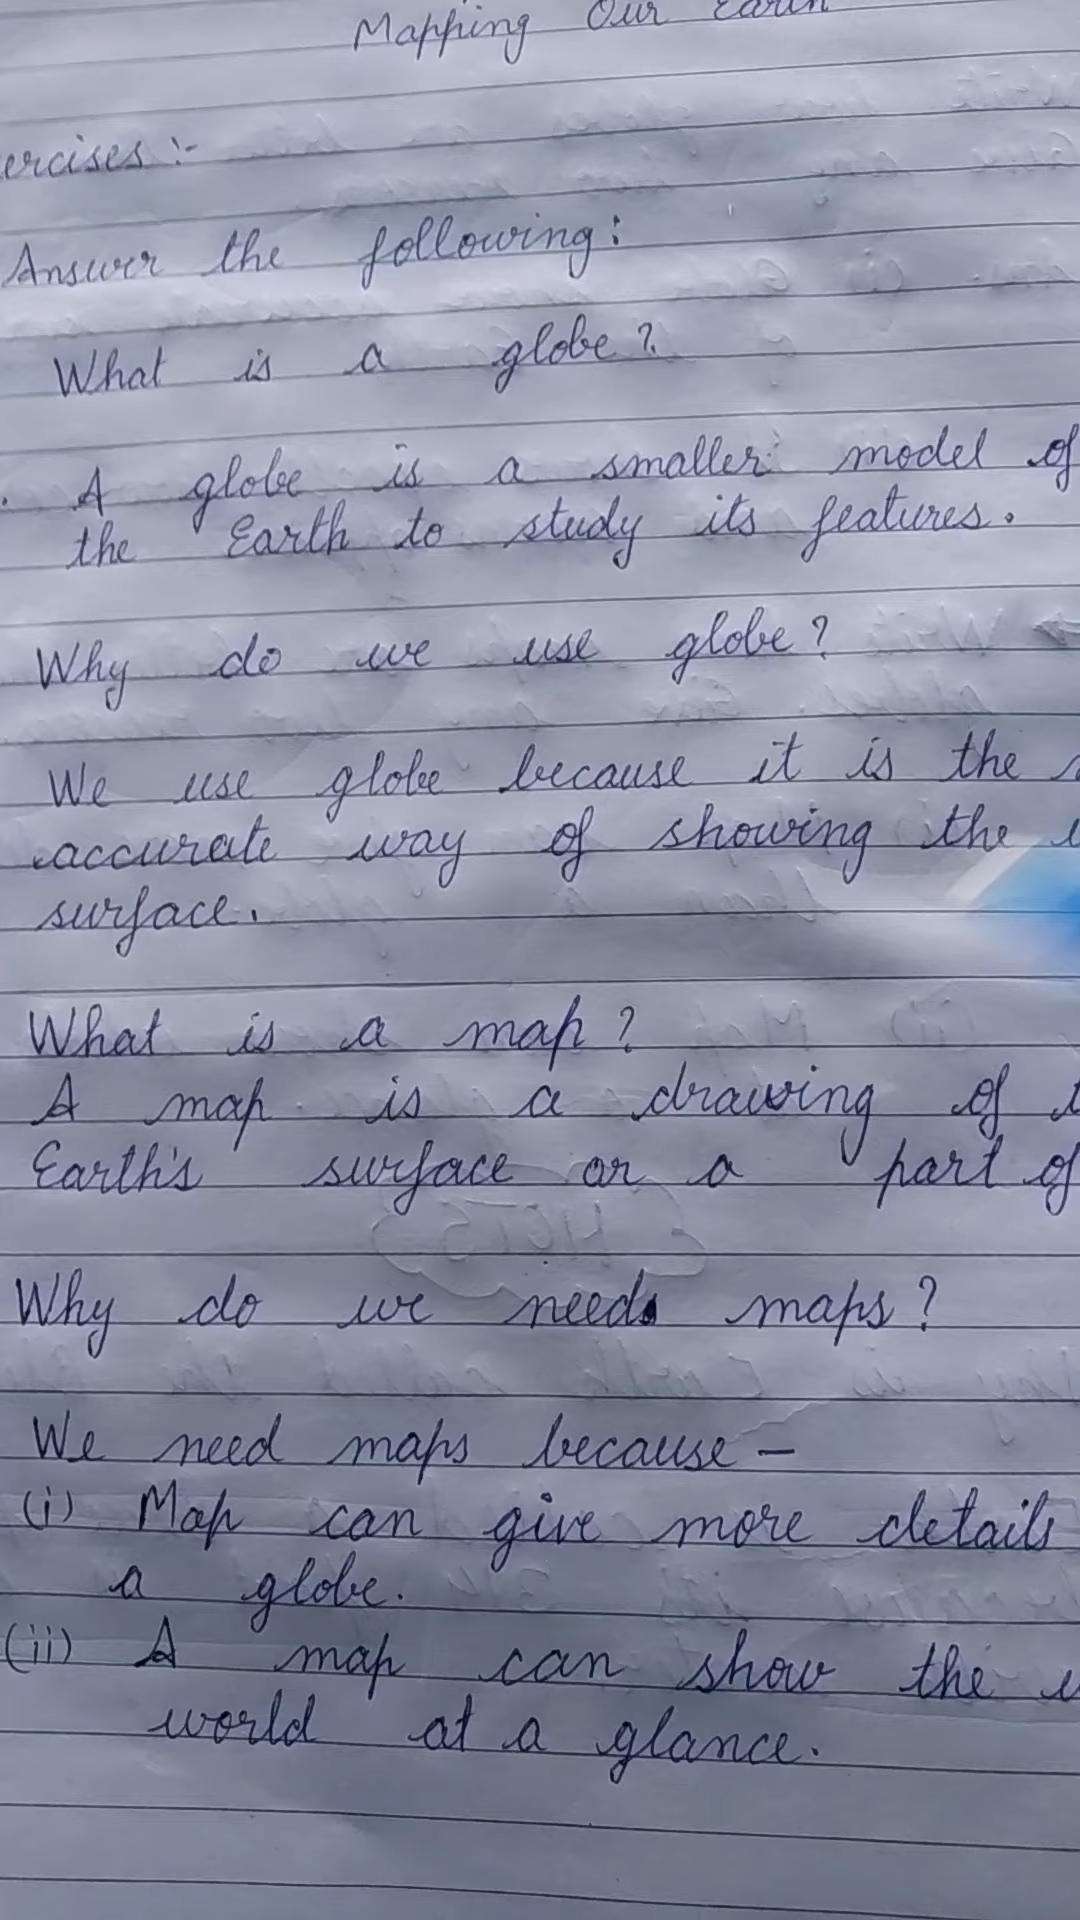 Mapping Our Earth
ercises :-
Answer the following:
What is a globe?
A globe is a smaller model of
the Earth to study its features.
Why do we use globe?
We use globe because it is the
accurate way of showing the
surface.
What is a map?
A map is a drawing of
Earth's surface or a part of
Why do we needs maps?
We need maps because —
(i) Map can give more details
a globe.
(ii) A map can show the
world at a glance.